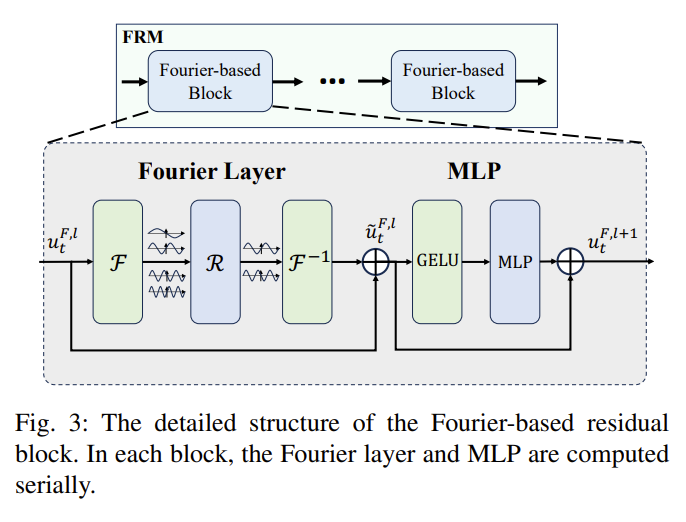 FRM
Fourier-based
Block
•••
Fourier-based
Block
Fourier Layer
MLP
u_t^{F,l}
ℱ
ℛ
ℱ^{-1}
ũ_t^{F,l}
GELU
MLP
u_t^{F,l+1}
Fig. 3: The detailed structure of the Fourier-based residual
block. In each block, the Fourier layer and MLP are computed
serially.